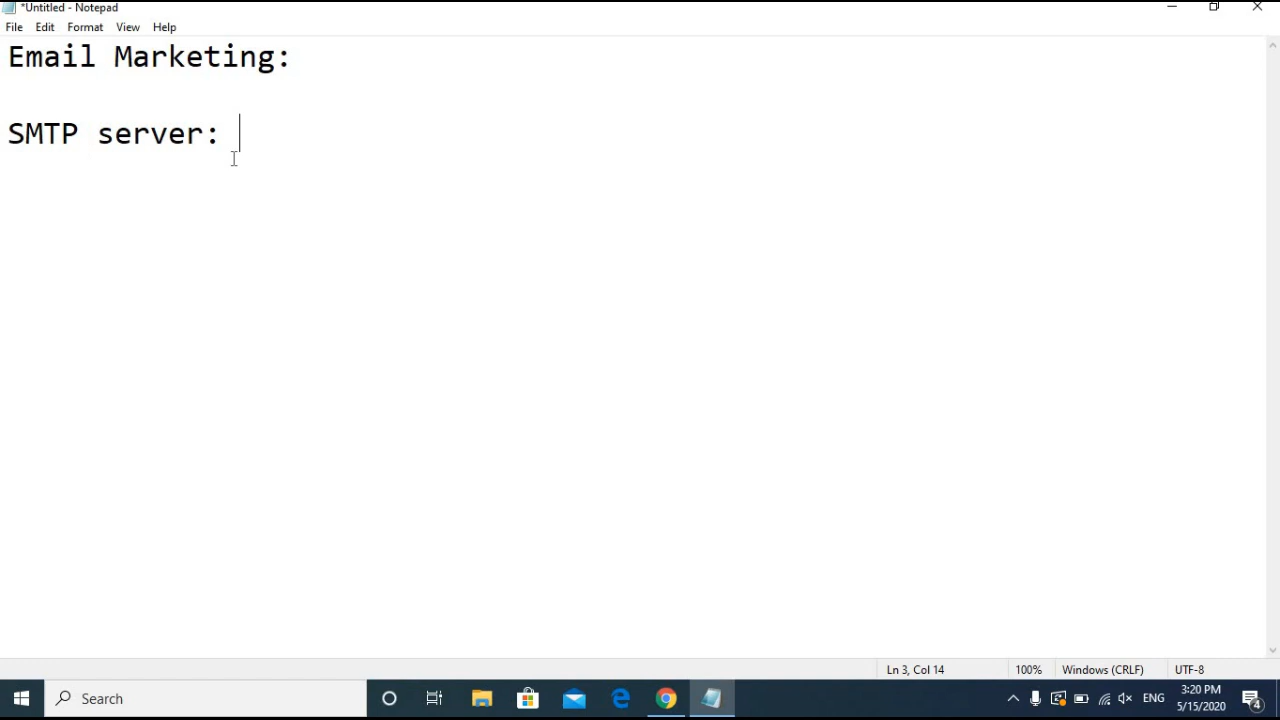 *Untitled - Notepad
File Edit Format View Help
Email Marketing:
SMTP server:
Ln 3, Col 14 100% Windows (CRLF) UTF-8
Search
ENG
3:20 PM
5/15/2020
4